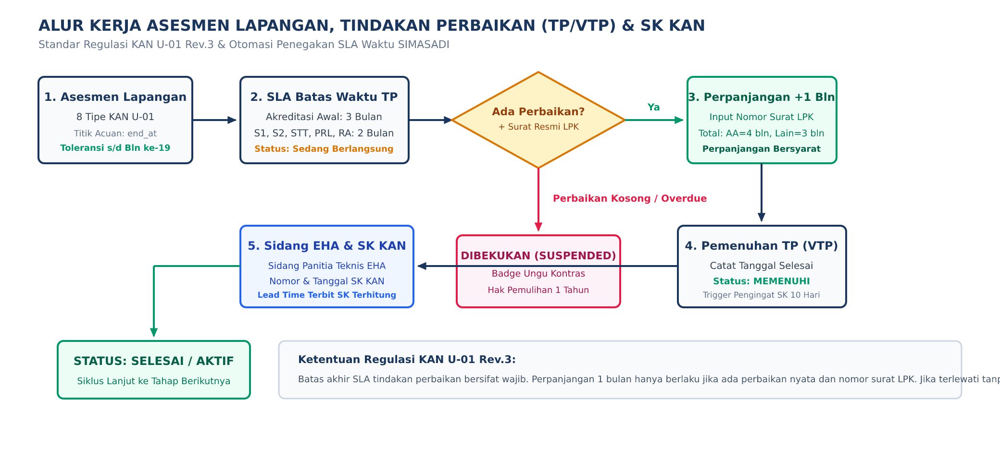 ALUR KERJA ASESMEN LAPANGAN, TINDAKAN PERBAIKAN (TP/VTP) & SK KAN
Standar Regulasi KAN U-01 Rev.3 & Otomasi Penegakan SLA Waktu SIMASADI
1. Asesmen Lapangan
8 Tipe KAN U-01
Titik Acuan: end_at
Toleransi s/d Bln ke-19
2. SLA Batas Waktu TP
Akreditasi Awal: 3 Bulan
S1, S2, STT, PRL, RA: 2 Bulan
Status: Sedang Berlangsung
Ada Perbaikan?
+ Surat Resmi LPK
Ya
3. Perpanjangan +1 Bln
Input Nomor Surat LPK
Total: AA=4 bln, Lain=3 bln
Perpanjangan Bersyarat
Perbaikan Kosong / Overdue
5. Sidang EHA & SK KAN
Sidang Panitia Teknis EHA
Nomor & Tanggal SK KAN
Lead Time Terbit SK Terhitung
DIBEKUKAN (SUSPENDED)
Badge Ungu Kontras
Hak Pemulihan 1 Tahun
4. Pemenuhan TP (VTP)
Catat Tanggal Selesai
Status: MEMENUHI
Trigger Pengingat SK 10 Hari
STATUS: SELESAI / AKTIF
Siklus Lanjut ke Tahap Berikutnya
Ketentuan Regulasi KAN U-01 Rev.3:
Batas akhir SLA tindakan perbaikan bersifat wajib. Perpanjangan 1 bulan hanya berlaku jika ada perbaikan nyata dan nomor surat LPK. Jika terlewati